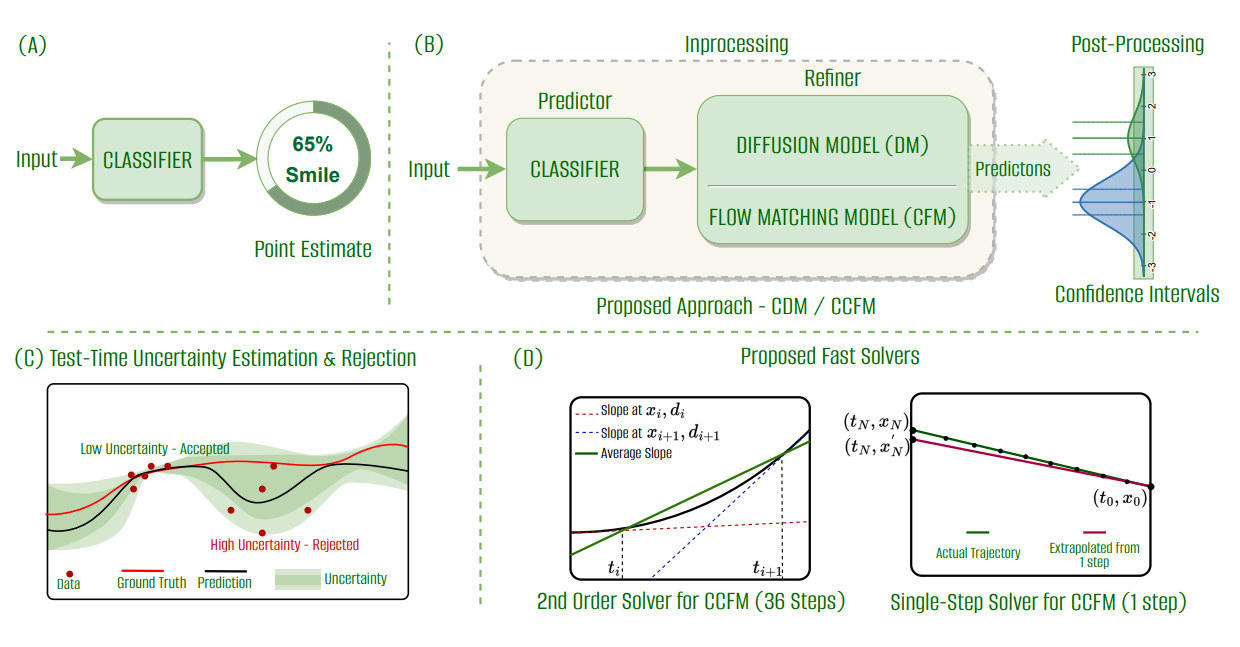 (A)
Input
CLASSIFIER
65%
Smile
Point Estimate
(B)
Inprocessing
Predictor
Refiner
Input
CLASSIFIER
DIFFUSION MODEL (DM)
FLOW MATCHING MODEL (CFM)
Predictons
Proposed Approach - CDM / CCFM
Post-Processing
3
2
1
0
-1
-2
-3
Confidence Intervals
(C) Test-Time Uncertainty Estimation & Rejection
Low Uncertainty - Accepted
High Uncertainty - Rejected
Data
Ground Truth
Prediction
Uncertainty
(D)
Proposed Fast Solvers
Slope at x_i, d_i
Slope at x_{i+1}, d_{i+1}
Average Slope
t_i
t_{i+1}
2nd Order Solver for CCFM (36 Steps)
(t_N, x_N)
(t_N, x_N')
(t_0, x_0)
Actual Trajectory
Extrapolated from
1 step
Single-Step Solver for CCFM (1 step)